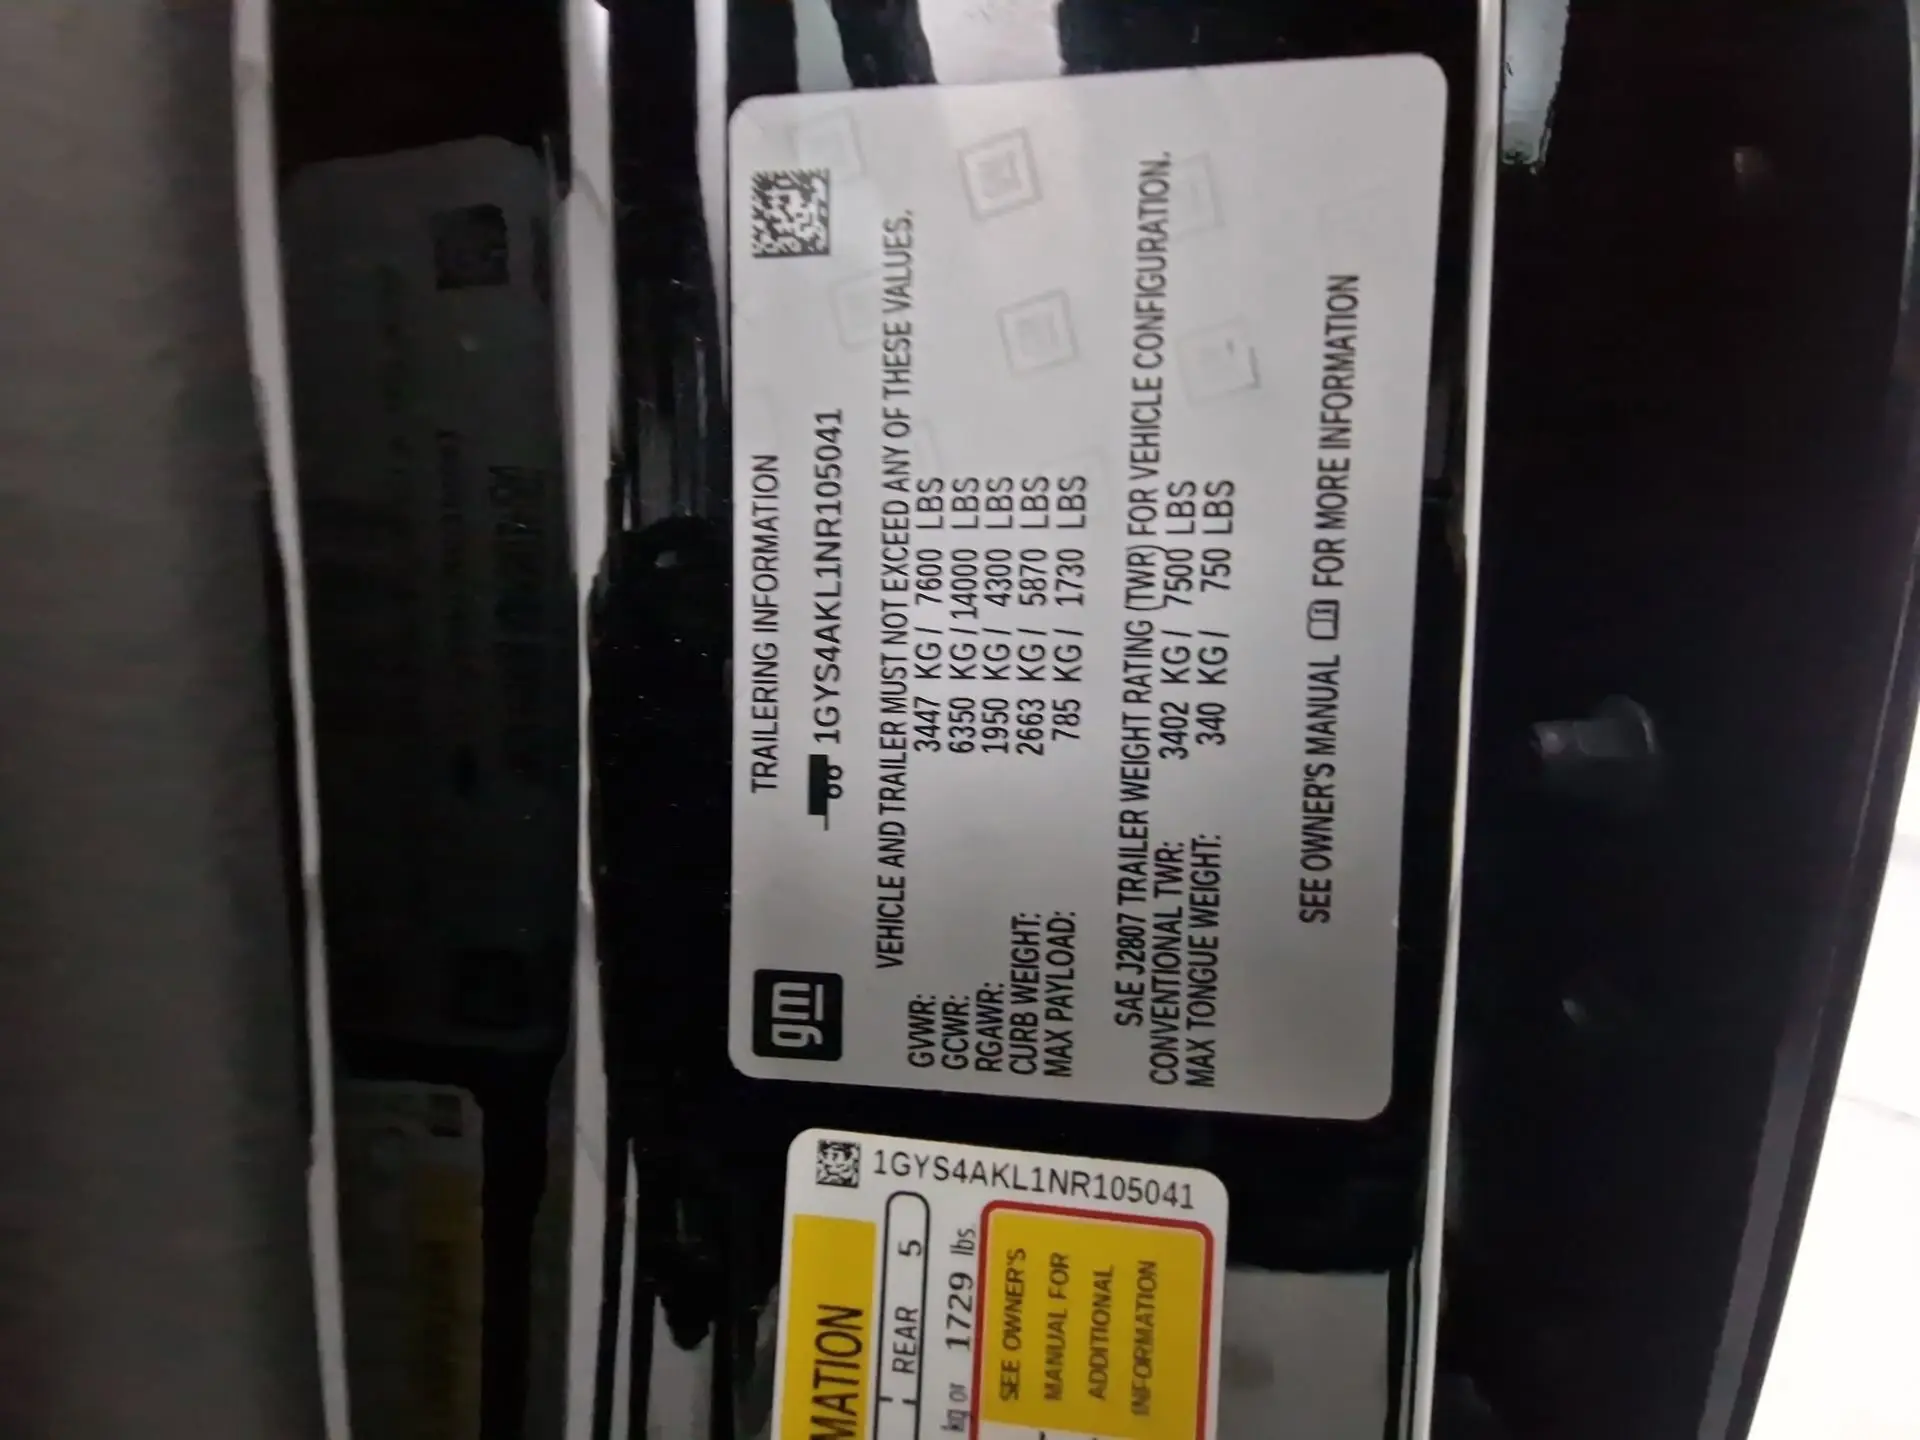 gm
TRAILERING INFORMATION
1GYS4AKL1NR105041
VEHICLE AND TRAILER MUST NOT EXCEED ANY OF THESE VALUES.
GVWR: 3447 KG / 7600 LBS
GCWR: 6350 KG / 14000 LBS
RGAWR: 1950 KG / 4300 LBS
CURB WEIGHT: 2663 KG / 5870 LBS
MAX PAYLOAD: 785 KG / 1730 LBS
SAE J2807 TRAILER WEIGHT RATING (TWR) FOR VEHICLE CONFIGURATION.
CONVENTIONAL TWR: 3402 KG / 7500 LBS
MAX TONGUE WEIGHT: 340 KG / 750 LBS
SEE OWNER'S MANUAL FOR MORE INFORMATION
1GYS4AKL1NR105041
MATION
REAR 5
kg or 1729 lbs.
SEE OWNER'S
MANUAL FOR
ADDITIONAL
INFORMATION